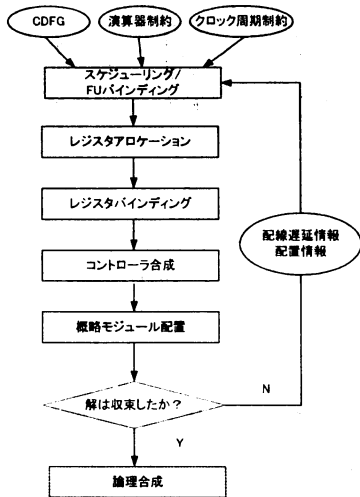 CDFG
演算器制約
クロック周期制約
スケジューリング/
FUバインディング
レジスタアロケーション
レジスタバインディング
配線遅延情報
配置情報
コントローラ合成
概略モジュール配置
解は収束したか？
N
Y
論理合成